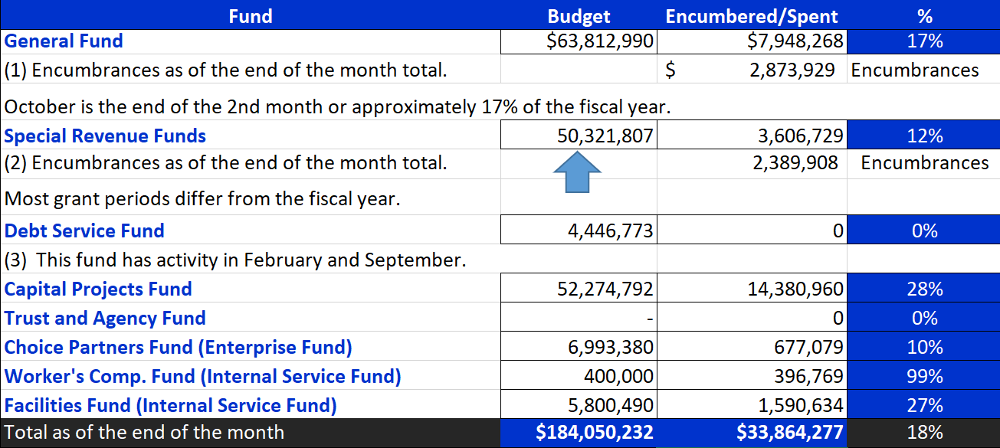 Fund Budget Encumbered/Spent %
General Fund $63,812,990 $7,948,268 17%
(1) Encumbrances as of the end of the month total. $ 2,873,929 Encumbrances
October is the end of the 2nd month or approximately 17% of the fiscal year.
Special Revenue Funds 50,321,807 3,606,729 12%
(2) Encumbrances as of the end of the month total. 2,389,908 Encumbrances
Most grant periods differ from the fiscal year.
Debt Service Fund 4,446,773 0 0%
(3) This fund has activity in February and September.
Capital Projects Fund 52,274,792 14,380,960 28%
Trust and Agency Fund - 0 0%
Choice Partners Fund (Enterprise Fund) 6,993,380 677,079 10%
Worker's Comp. Fund (Internal Service Fund) 400,000 396,769 99%
Facilities Fund (Internal Service Fund) 5,800,490 1,590,634 27%
Total as of the end of the month $184,050,232 $33,864,277 18%